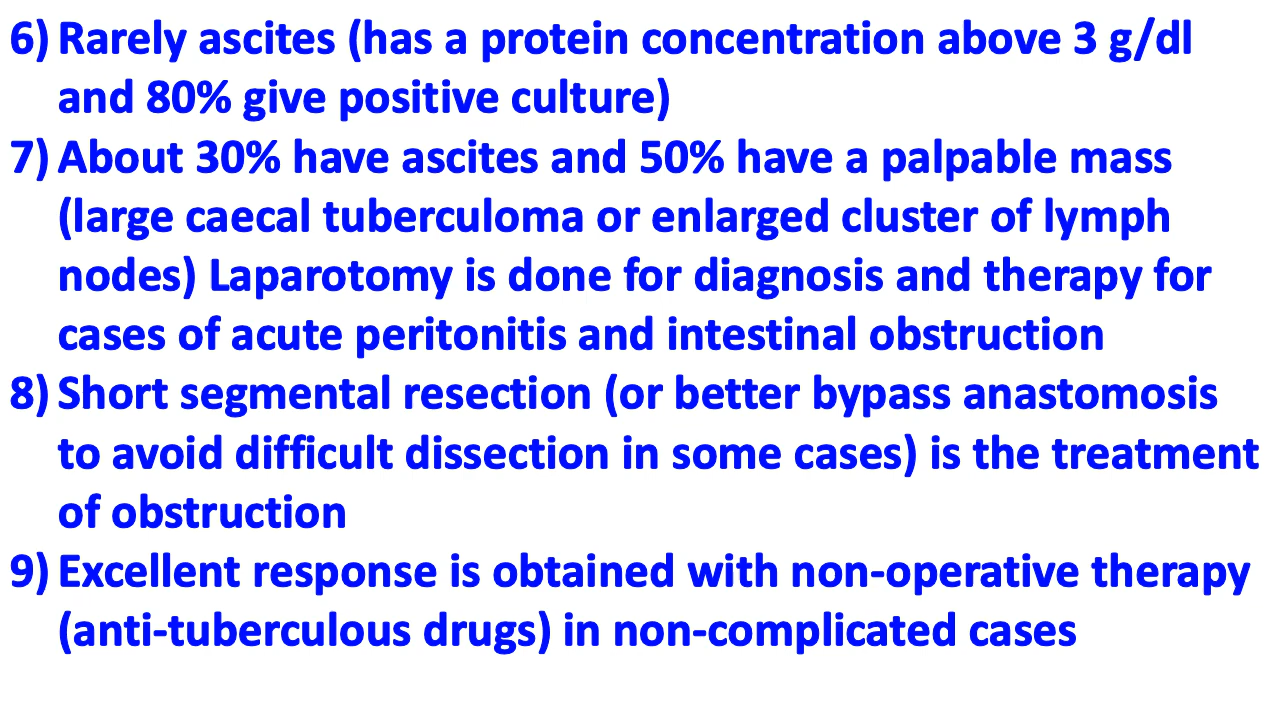 6) Rarely ascites (has a protein concentration above 3 g/dl
and 80% give positive culture)
7) About 30% have ascites and 50% have a palpable mass
(large caecal tuberculoma or enlarged cluster of lymph
nodes) Laparotomy is done for diagnosis and therapy for
cases of acute peritonitis and intestinal obstruction
8) Short segmental resection (or better bypass anastomosis
to avoid difficult dissection in some cases) is the treatment
of obstruction
9) Excellent response is obtained with non-operative therapy
(anti-tuberculous drugs) in non-complicated cases